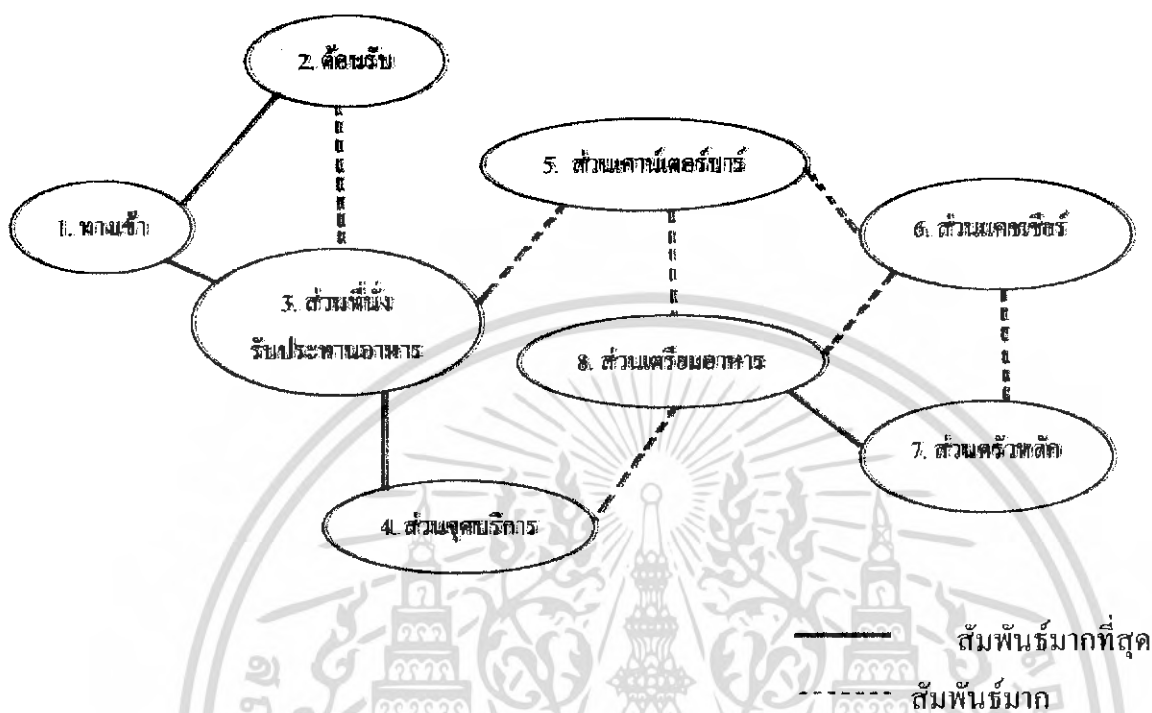 2. ต้อนรับ
5. ส่วนเคาน์เตอร์บาร์
1. ทางเข้า
6. ส่วนแคชเชียร์
3. ส่วนที่นั่ง
รับประทานอาหาร
8. ส่วนเตรียมอาหาร
7. ส่วนครัวหลัก
4. ส่วนจุดบริการ
สัมพันธ์มากที่สุด
สัมพันธ์มาก